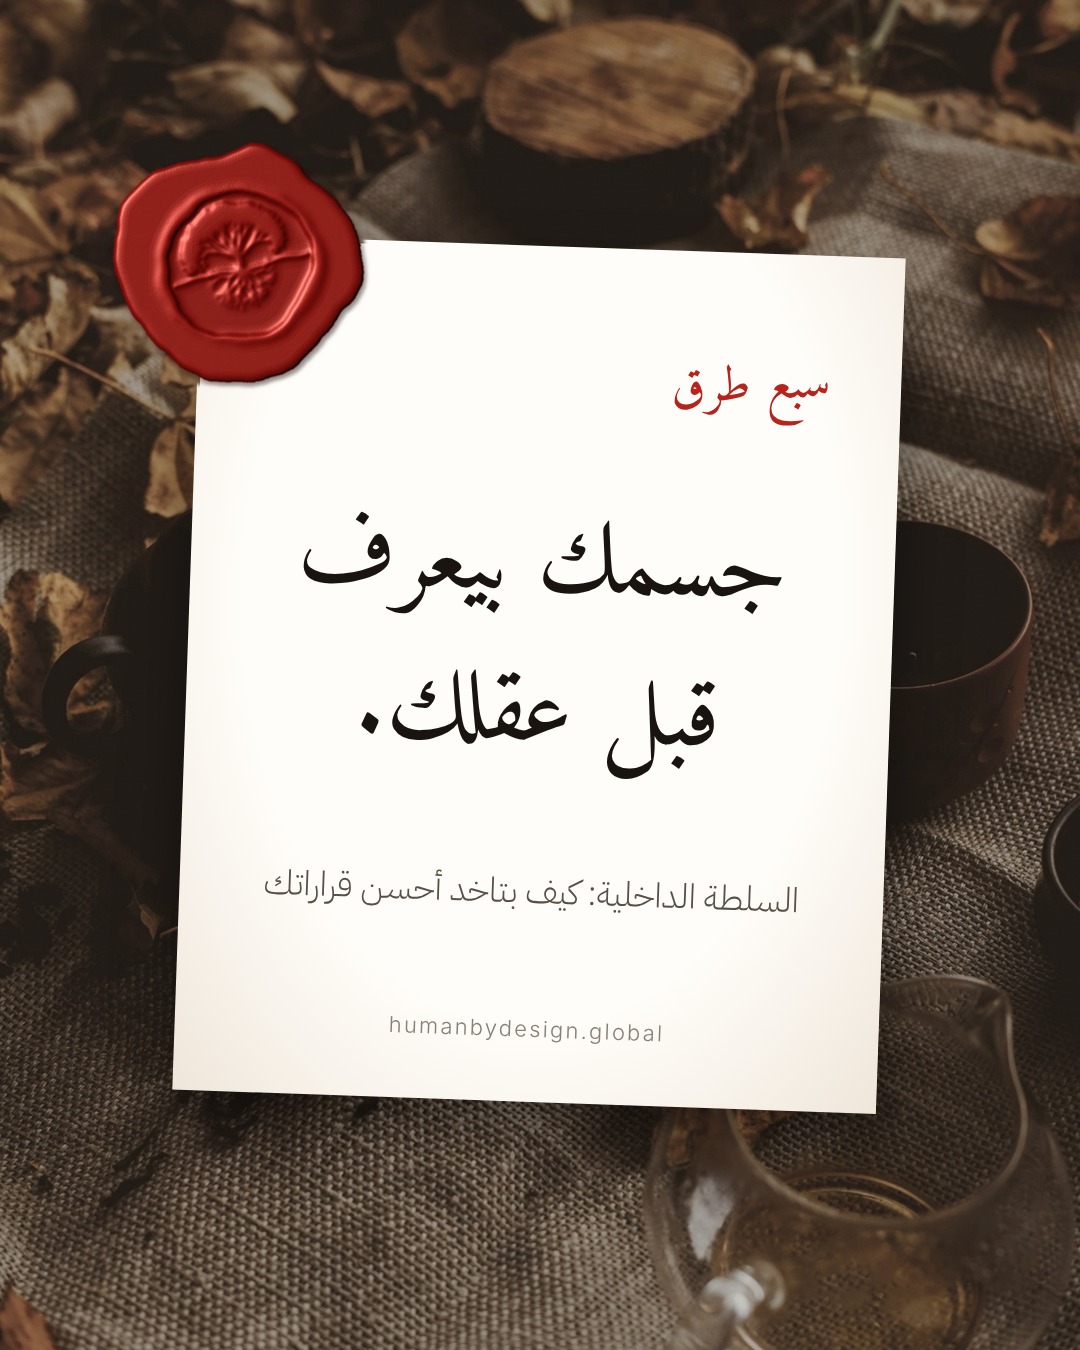 سبع طرق
جسمك بيعرف
قبل عقلك.
السلطة الداخلية: كيف بتاخد أحسن قراراتك
humanbydesign.global